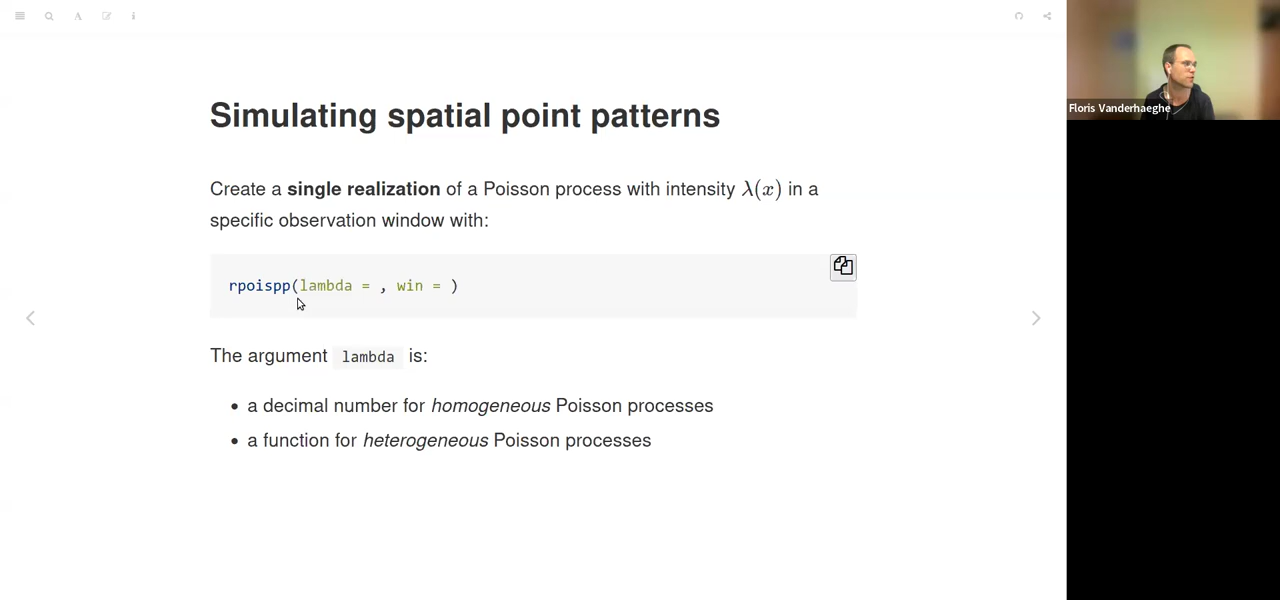 Simulating spatial point patterns
Create a single realization of a Poisson process with intensity λ(x) in a
specific observation window with:
rpoispp(lambda = , win = )
The argument lambda is:
• a decimal number for homogeneous Poisson processes
• a function for heterogeneous Poisson processes
Floris Vanderhaeghe